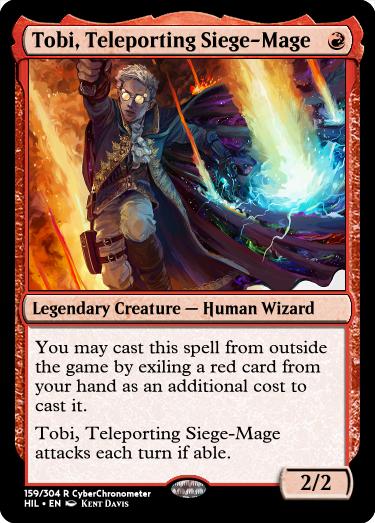 Tobi, Teleporting Siege-Mage
Legendary Creature — Human Wizard
You may cast this spell from outside
the game by exiling a red card from
your hand as an additional cost to
cast it.
Tobi, Teleporting Siege-Mage
attacks each turn if able.
2/2
159/304 R CyberChronometer
HIL • EN Kent Davis